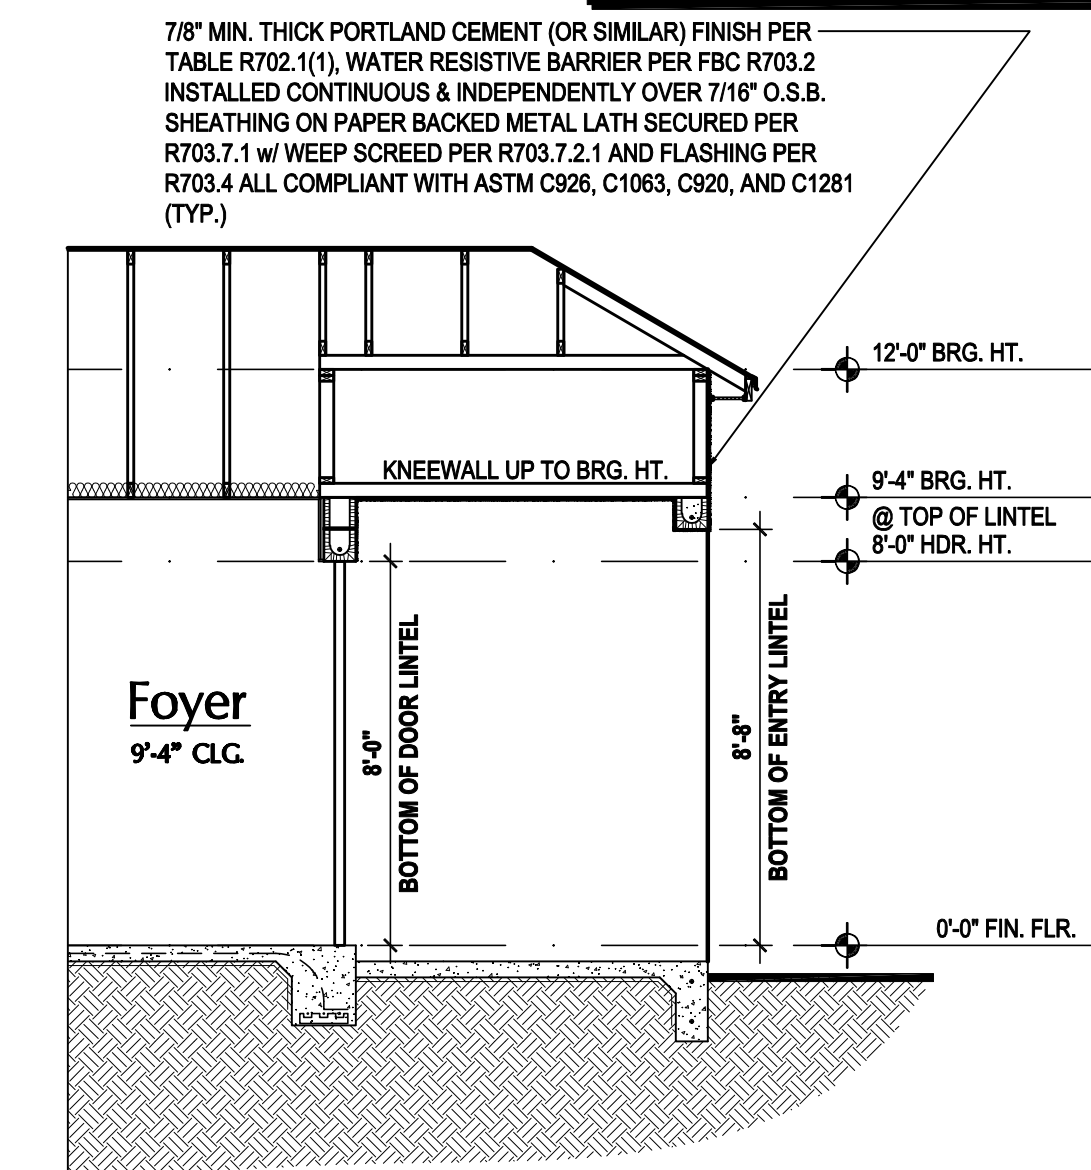 7/8" MIN. THICK PORTLAND CEMENT (OR SIMILAR) FINISH PER
TABLE R702.1(1), WATER RESISTIVE BARRIER PER FBC R703.2
INSTALLED CONTINUOUS & INDEPENDENTLY OVER 7/16" O.S.B.
SHEATHING ON PAPER BACKED METAL LATH SECURED PER
R703.7.1 w/ WEEP SCREED PER R703.7.2.1 AND FLASHING PER
R703.4 ALL COMPLIANT WITH ASTM C926, C1063, C920, AND C1281
(TYP.)
12'-0" BRG. HT.
KNEEWALL UP TO BRG. HT.
9'-4" BRG. HT.
@ TOP OF LINTEL
8'-0" HDR. HT.
Foyer
9'-4" CLG.
8'-0"
BOTTOM OF DOOR LINTEL
8'-8"
BOTTOM OF ENTRY LINTEL
0'-0" FIN. FLR.